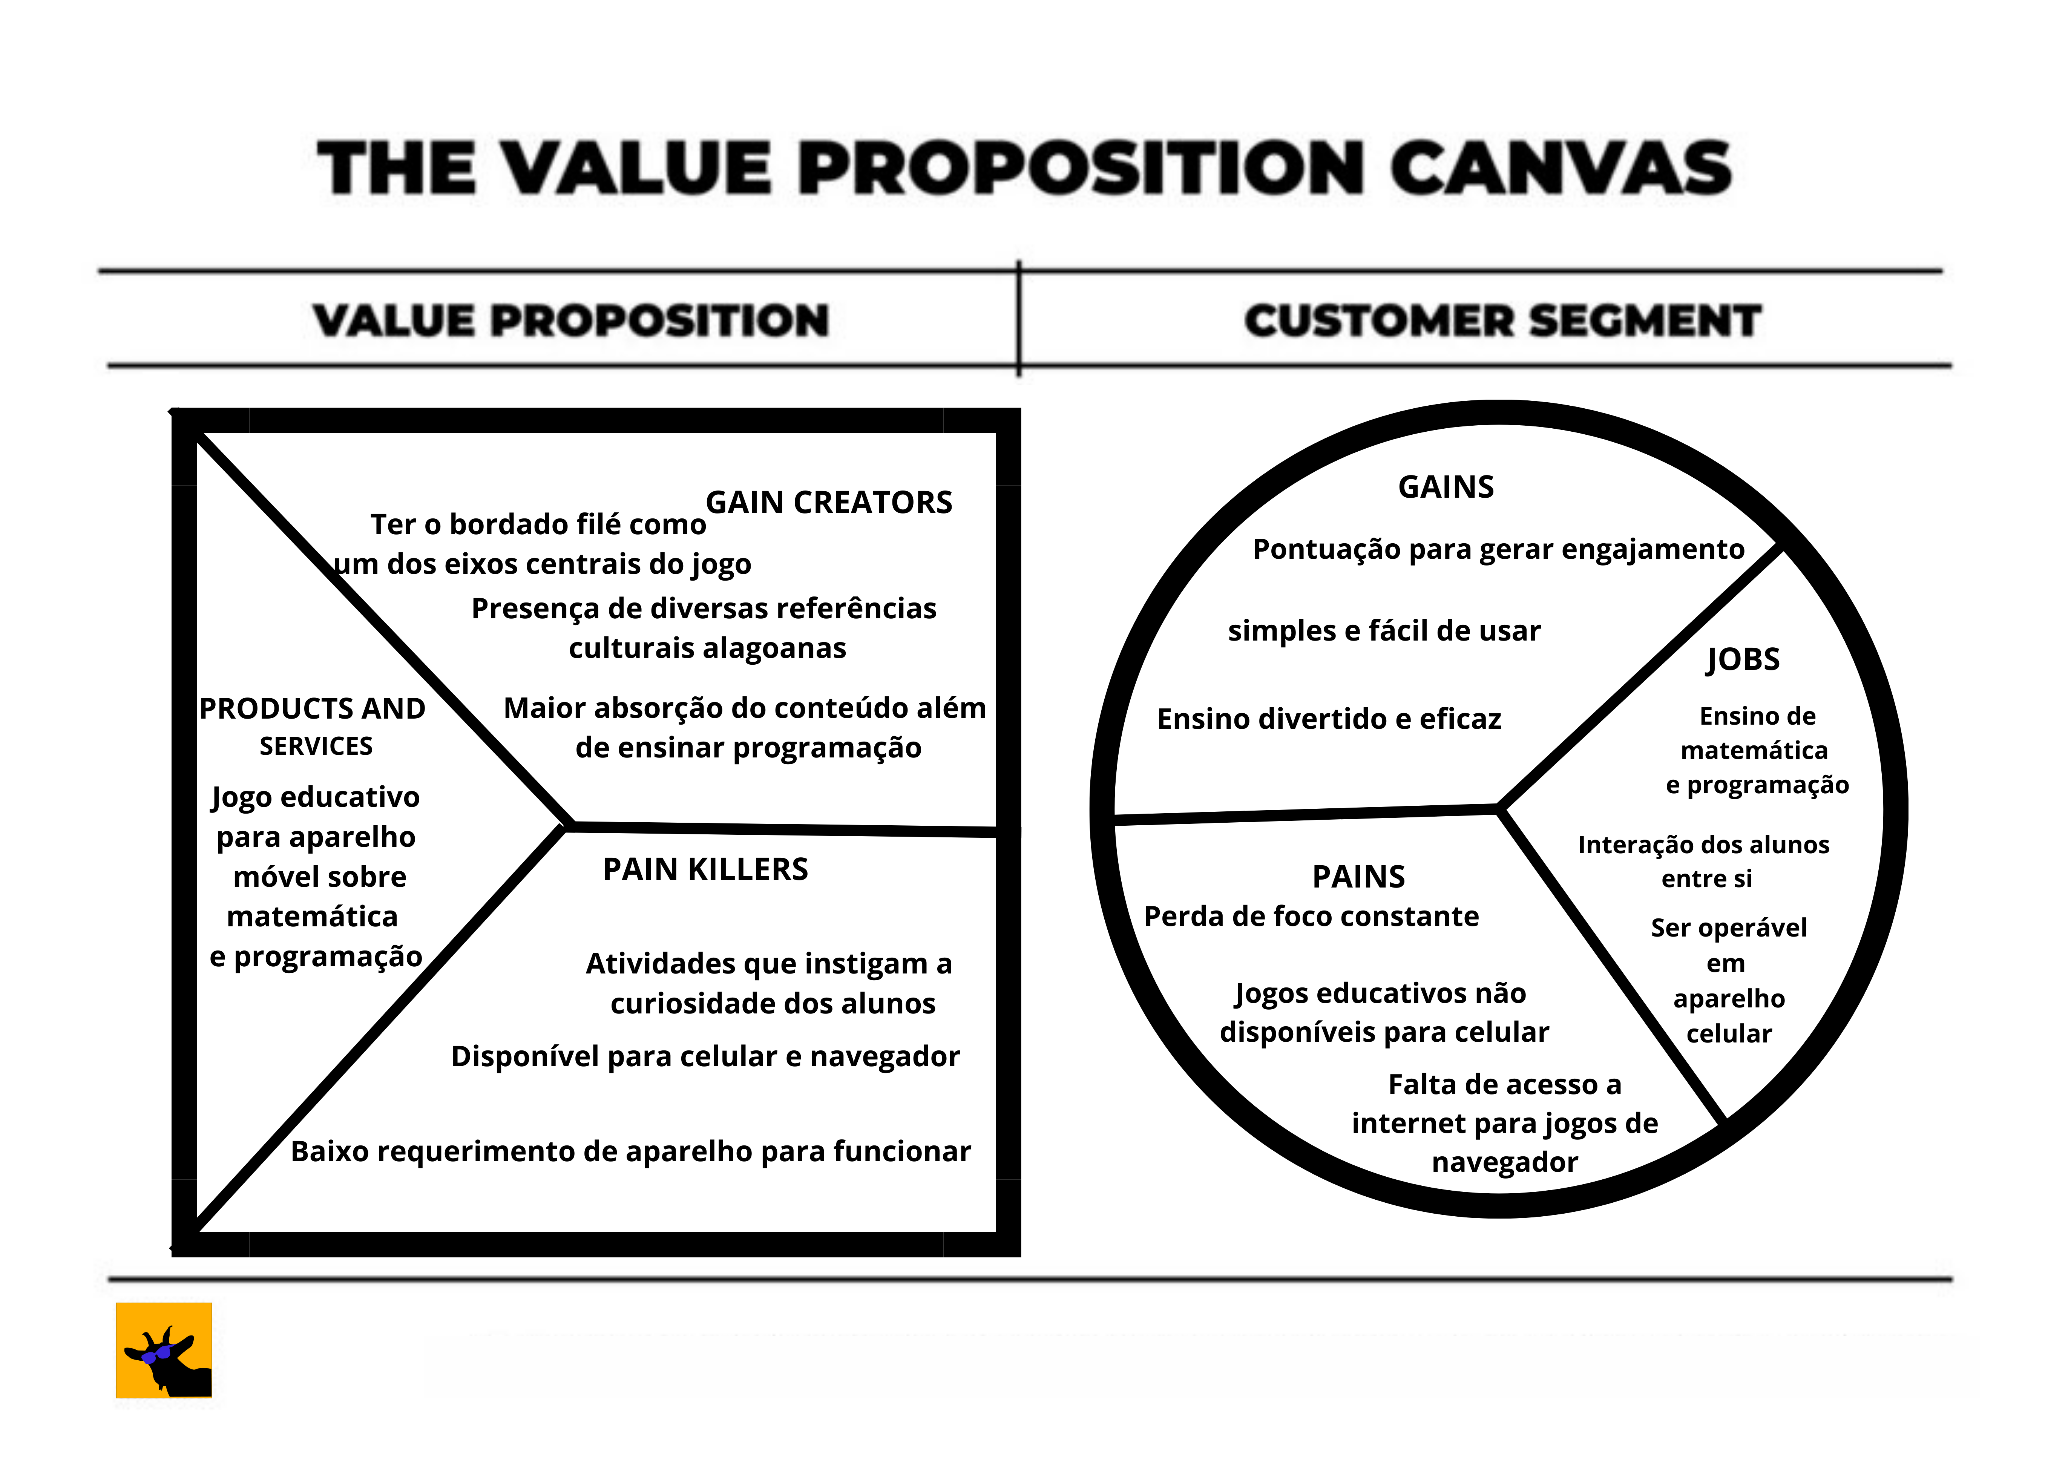 THE VALUE PROPOSITION CANVAS
VALUE PROPOSITION
CUSTOMER SEGMENT
GAIN CREATORS
Ter o bordado filé como
um dos eixos centrais do jogo
Presença de diversas referências
culturais alagoanas
Maior absorção do conteúdo além
de ensinar programação
PRODUCTS AND
SERVICES
Jogo educativo
para aparelho
móvel sobre
matemática
e programação
PAIN KILLERS
Atividades que instigam a
curiosidade dos alunos
Disponível para celular e navegador
Baixo requerimento de aparelho para funcionar
GAINS
Pontuação para gerar engajamento
simples e fácil de usar
Ensino divertido e eficaz
JOBS
Ensino de
matemática
e programação
Interação dos alunos
entre si
Ser operável
em
aparelho
celular
PAINS
Perda de foco constante
Jogos educativos não
disponíveis para celular
Falta de acesso a
internet para jogos de
navegador